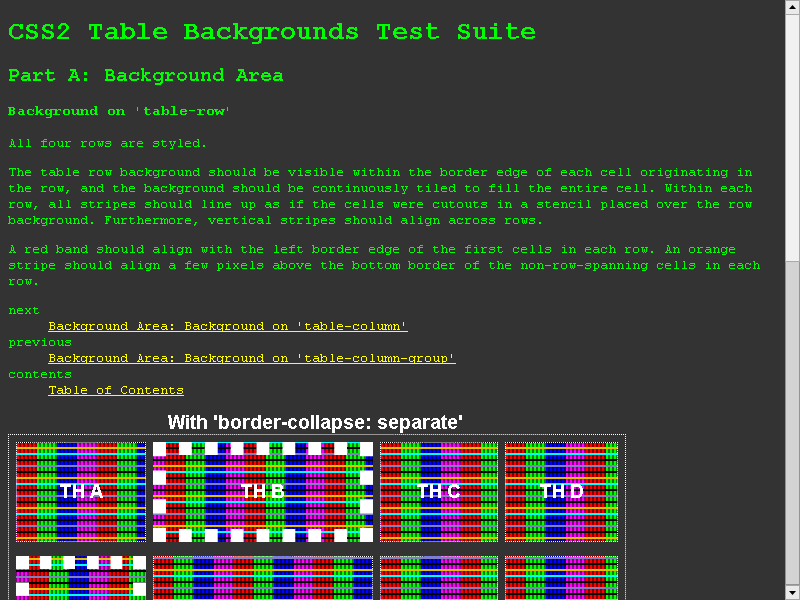 CSS2 Table Backgrounds Test Suite
Part A: Background Area
Background on 'table-row'
All four rows are styled.
The table row background should be visible within the border edge of each cell originating in
the row, and the background should be continuously tiled to fill the entire cell. Within each
row, all stripes should line up as if the cells were cutouts in a stencil placed over the row
background. Furthermore, vertical stripes should align across rows.
A red band should align with the left border edge of the first cells in each row. An orange
stripe should align a few pixels above the bottom border of the non-row-spanning cells in each
row.
next
Background Area: Background on 'table-column'
previous
Background Area: Background on 'table-column-group'
contents
Table of Contents
With 'border-collapse: separate'
TH A TH B TH C TH D